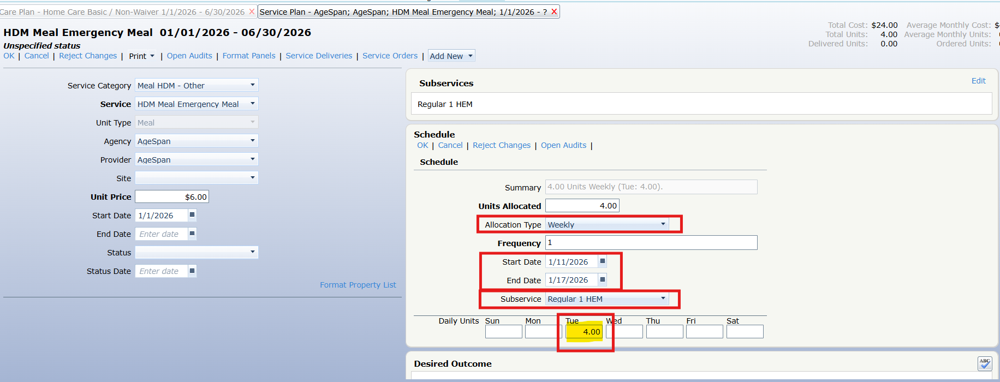 Care Plan - Home Care Basic / Non-Waiver 1/1/2026 - 6/30/2026 X
Service Plan - AgeSpan; AgeSpan; HDM Meal Emergency Meal; 1/1/2026 - ? X
HDM Meal Emergency Meal 01/01/2026 - 06/30/2026
Unspecified status
Total Cost: $24.00 Average Monthly Cost:
Total Units: 4.00 Average Monthly Units:
Delivered Units: 0.00 Ordered Units:
OK | Cancel | Reject Changes | Print | Open Audits | Format Panels | Service Deliveries | Service Orders | Add New
Service Category Meal HDM - Other
Service HDM Meal Emergency Meal
Unit Type Meal
Agency AgeSpan
Provider AgeSpan
Site
Unit Price $6.00
Start Date 1/1/2026
End Date Enter date
Status
Status Date Enter date
Format Property List
Subservices Edit
Regular 1 HEM
Schedule
OK | Cancel | Reject Changes | Open Audits |
Schedule
Summary 4.00 Units Weekly (Tue: 4.00).
Units Allocated 4.00
Allocation Type Weekly
Frequency 1
Start Date 1/11/2026
End Date 1/17/2026
Subservice Regular 1 HEM
Daily Units Sun Mon Tue Wed Thu Fri Sat
4.00
Desired Outcome
ABC